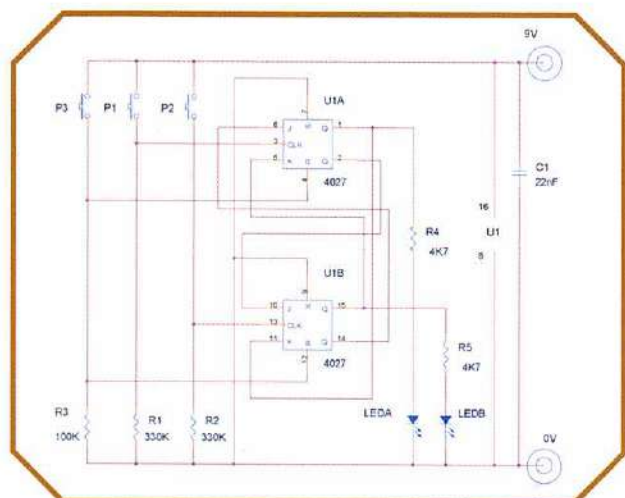 9V
P3
P1
P2
U1A
7
6 J S Q 1
3 CLK
5 K R Q 2
4
4027
C1
22nF
16
U1
8
R4
4K7
U1B
9
10 J S Q 15
13 CLK
11 K R Q 14
12
4027
R5
4K7
LEDA
LEDB
R3
100K
R1
330K
R2
330K
0V